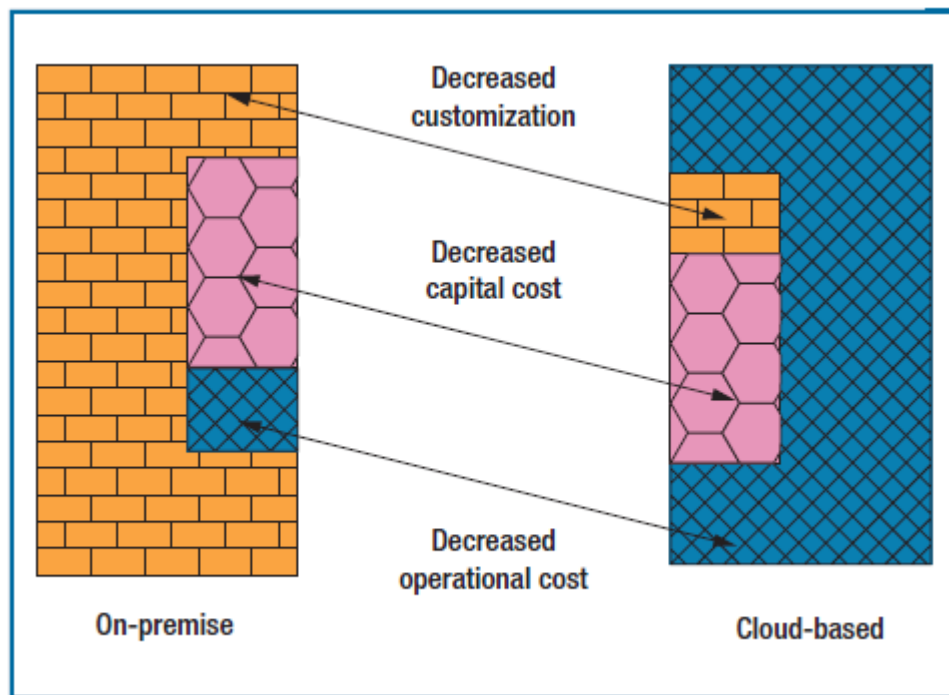 Decreased
customization
Decreased
capital cost
Decreased
operational cost
On-premise
Cloud-based